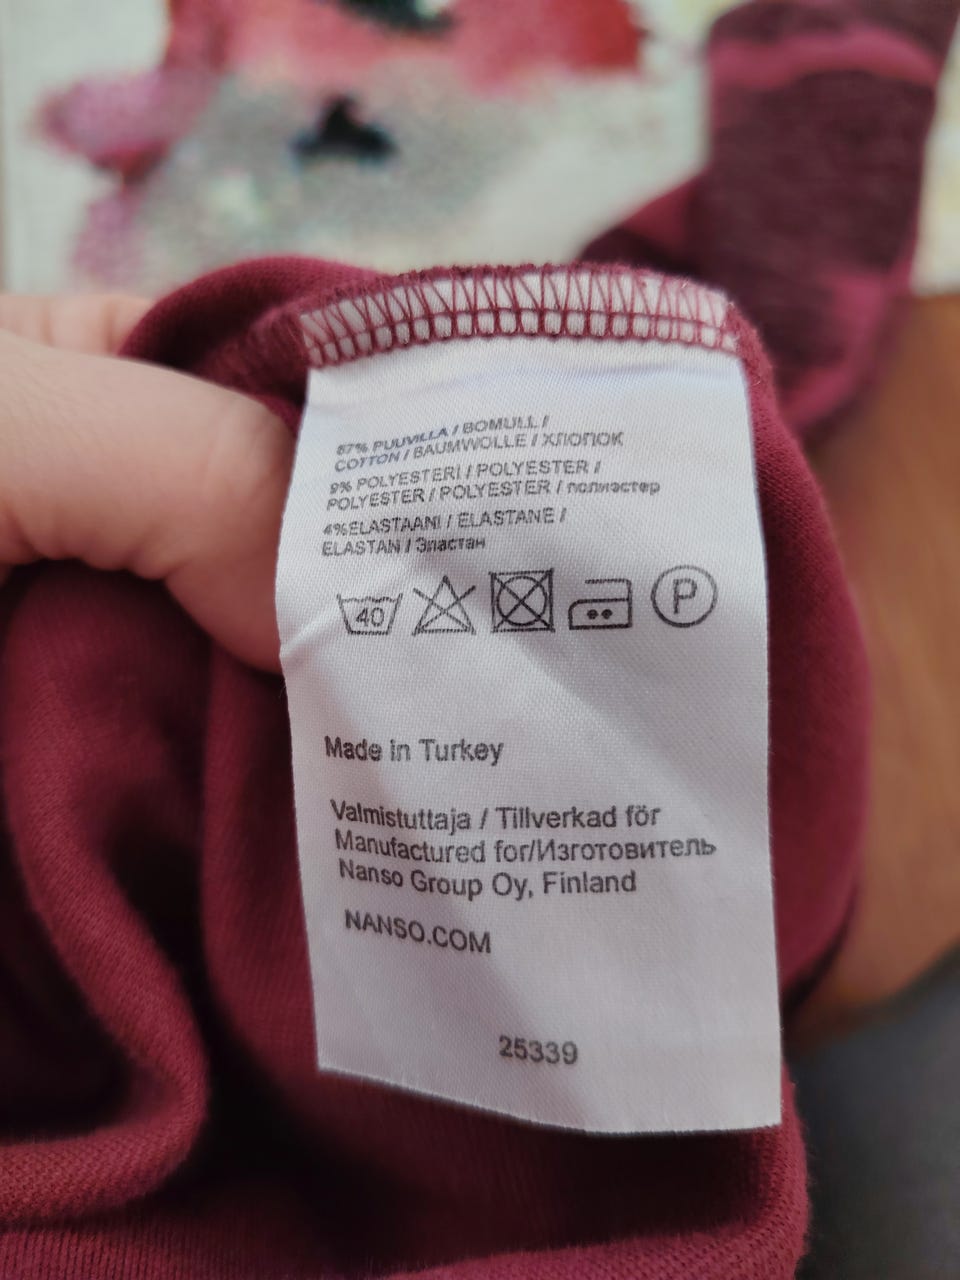 87% PUUVILLA / BOMULL /
COTTON / BAUMWOLLE / ХЛОПОК
9% POLYESTERI / POLYESTER /
POLYESTER / POLYESTER / полиэстер
4%ELASTAANI / ELASTANE /
ELASTAN / Эластан
40 P
Made in Turkey
Valmistuttaja / Tillverkad för
Manufactured for/Изготовитель
Nanso Group Oy, Finland
NANSO.COM
25339